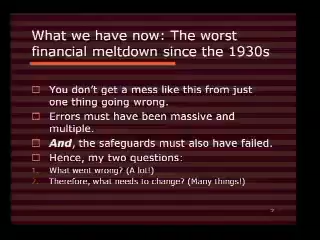 What we have now: The worst
financial meltdown since the 1930s
You don't get a mess like this from just
one thing going wrong.
Errors must have been massive and
multiple.
And, the safeguards must also have failed.
Hence, my two questions:
1. What went wrong? (A lot!)
2. Therefore, what needs to change? (Many things!)